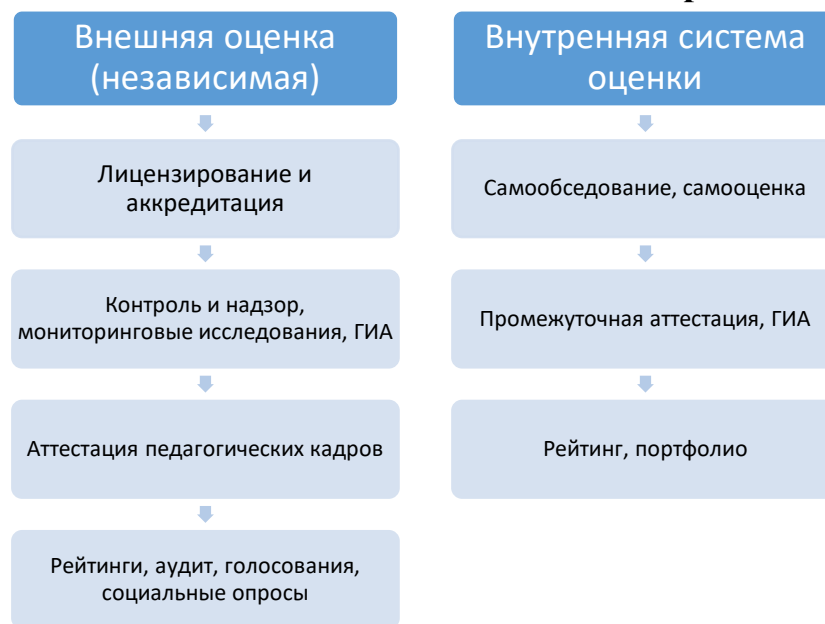 Внешняя оценка
(независимая)
Лицензирование и
аккредитация
Контроль и надзор,
мониторинговые исследования, ГИА
Аттестация педагогических кадров
Рейтинги, аудит, голосования,
социальные опросы
Внутренняя система
оценки
Самообседование, самооценка
Промежуточная аттестация, ГИА
Рейтинг, портфолио